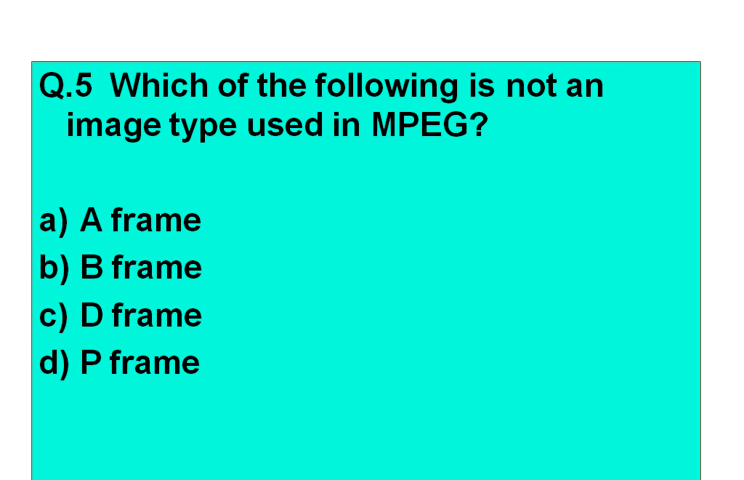 Q.5 Which of the following is not an
image type used in MPEG?
a) A frame
b) B frame
c) D frame
d) P frame